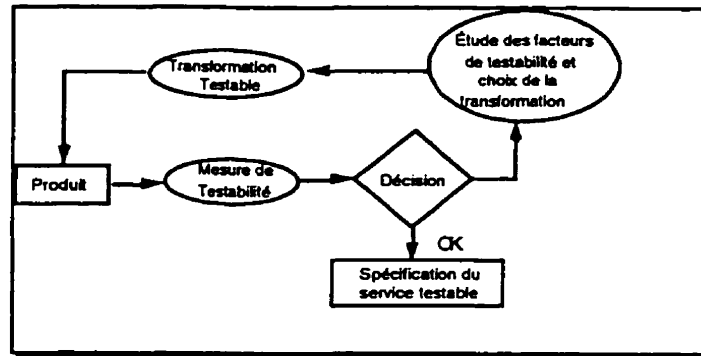 Étude des facteurs
de testabilité et
choix de la
transformation
Transformation
Testable
Produit
Mesure de
Testabilité
Décision
OK
Spécification du
service testable